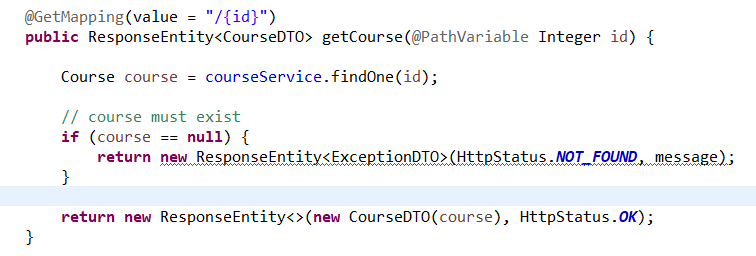 @GetMapping(value = "/{id}")
public ResponseEntity<CourseDTO> getCourse(@PathVariable Integer id) {
Course course = courseService.findOne(id);
// course must exist
if (course == null) {
return new ResponseEntity<ExceptionDTO>(HttpStatus.NOT_FOUND, message);
}
return new ResponseEntity<>(new CourseDTO(course), HttpStatus.OK);
}